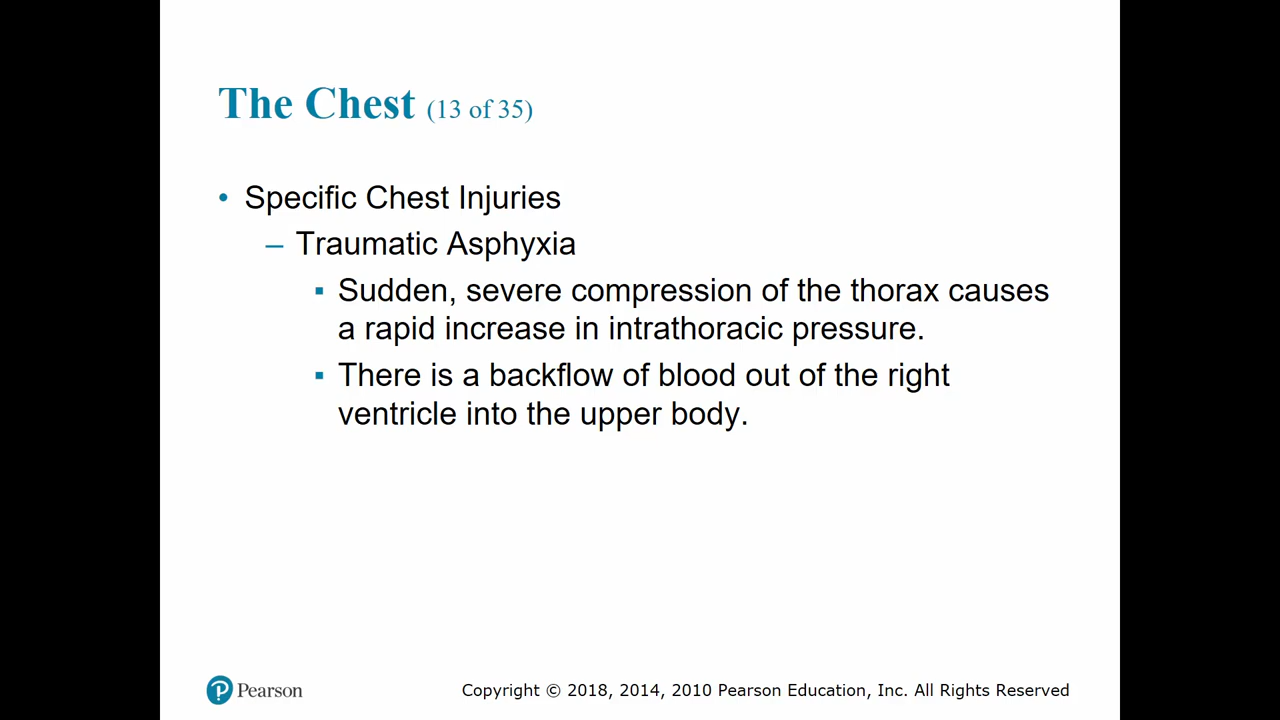 The Chest (13 of 35)
• Specific Chest Injuries
– Traumatic Asphyxia
▪ Sudden, severe compression of the thorax causes
a rapid increase in intrathoracic pressure.
▪ There is a backflow of blood out of the right
ventricle into the upper body.
Pearson
Copyright © 2018, 2014, 2010 Pearson Education, Inc. All Rights Reserved